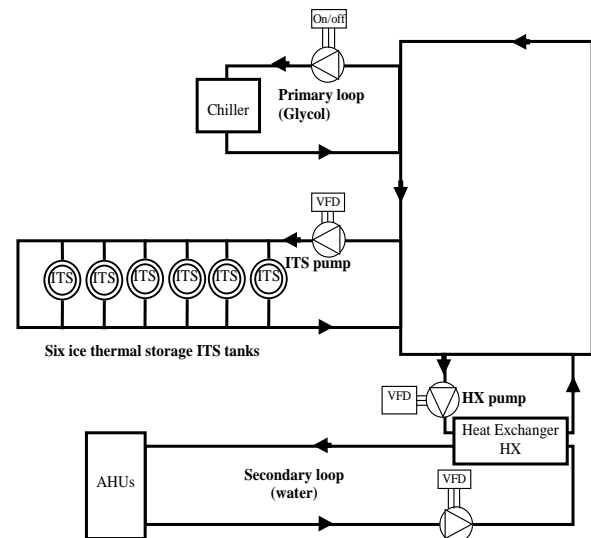 On/off
Chiller
Primary loop
(Glycol)
VFD
ITS pump
ITS ITS ITS ITS ITS ITS
Six ice thermal storage ITS tanks
VFD
HX pump
Heat Exchanger
HX
AHUs
Secondary loop
(water)
VFD